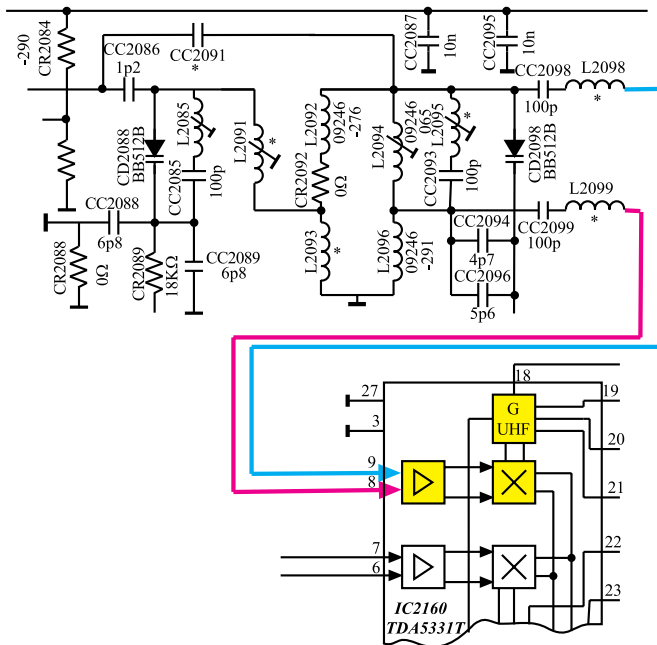 -290
CR2084
CC2086
1p2
CC2091
*
CC2087
10n
CC2095
10n
CC2098
100p
L2098
*
CD2088
BB512B
L2085
CC2085
100p
L2091
*
L2092
09246
-276
CR2092
0Ω
L2094
09246
065
L2095
*
CC2093
100p
CD2098
BB512B
L2099
*
CC2099
100p
CC2088
6p8
CR2088
0Ω
CR2089
18KΩ
CC2089
6p8
L2093
*
L2096
09246
-291
CC2094
4p7
CC2096
5p6
18
27
3
G
UHF
19
20
21
9
8
7
6
22
23
IC2160
TDA5331T